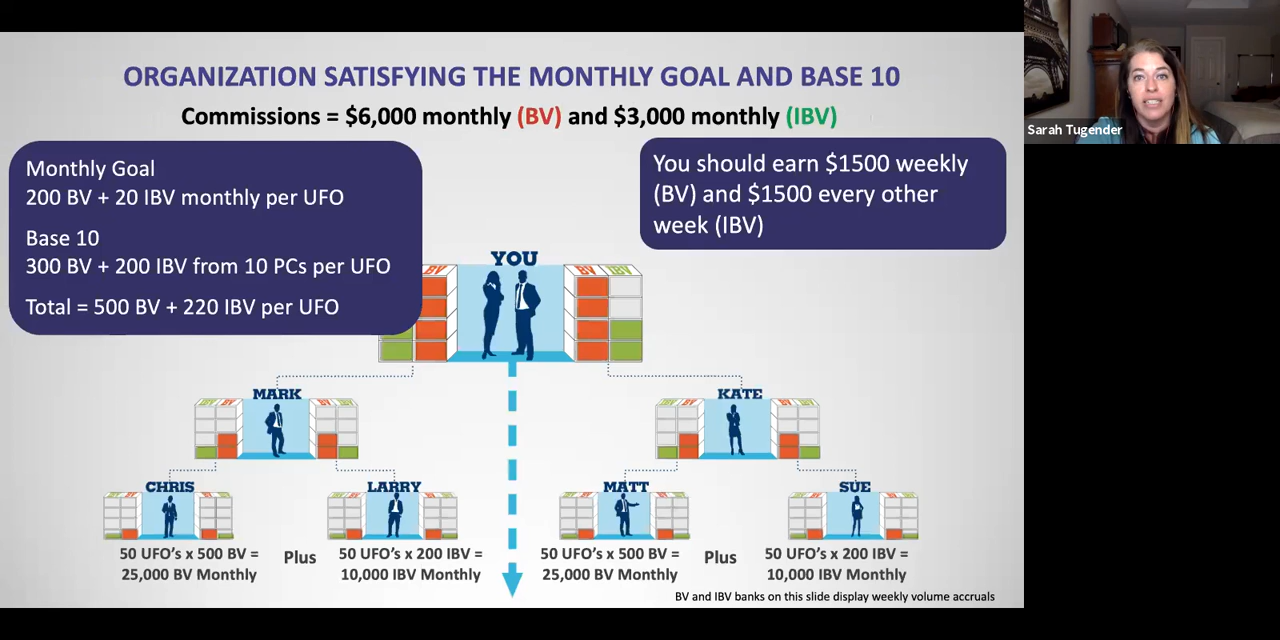 ORGANIZATION SATISFYING THE MONTHLY GOAL AND BASE 10
Commissions = $6,000 monthly (BV) and $3,000 monthly (IBV)
Sarah Tugender
Monthly Goal
200 BV + 20 IBV monthly per UFO
Base 10
300 BV + 200 IBV from 10 PCs per UFO
Total = 500 BV + 220 IBV per UFO
You should earn $1500 weekly
(BV) and $1500 every other
week (IBV)
YOU
BV
BV IBV
MARK
KATE
CHRIS
LARRY
MATT
SUE
50 UFO's x 500 BV =
25,000 BV Monthly
Plus
50 UFO's x 200 IBV =
10,000 IBV Monthly
50 UFO's x 500 BV =
25,000 BV Monthly
Plus
50 UFO's x 200 IBV =
10,000 IBV Monthly
BV and IBV banks on this slide display weekly volume accruals